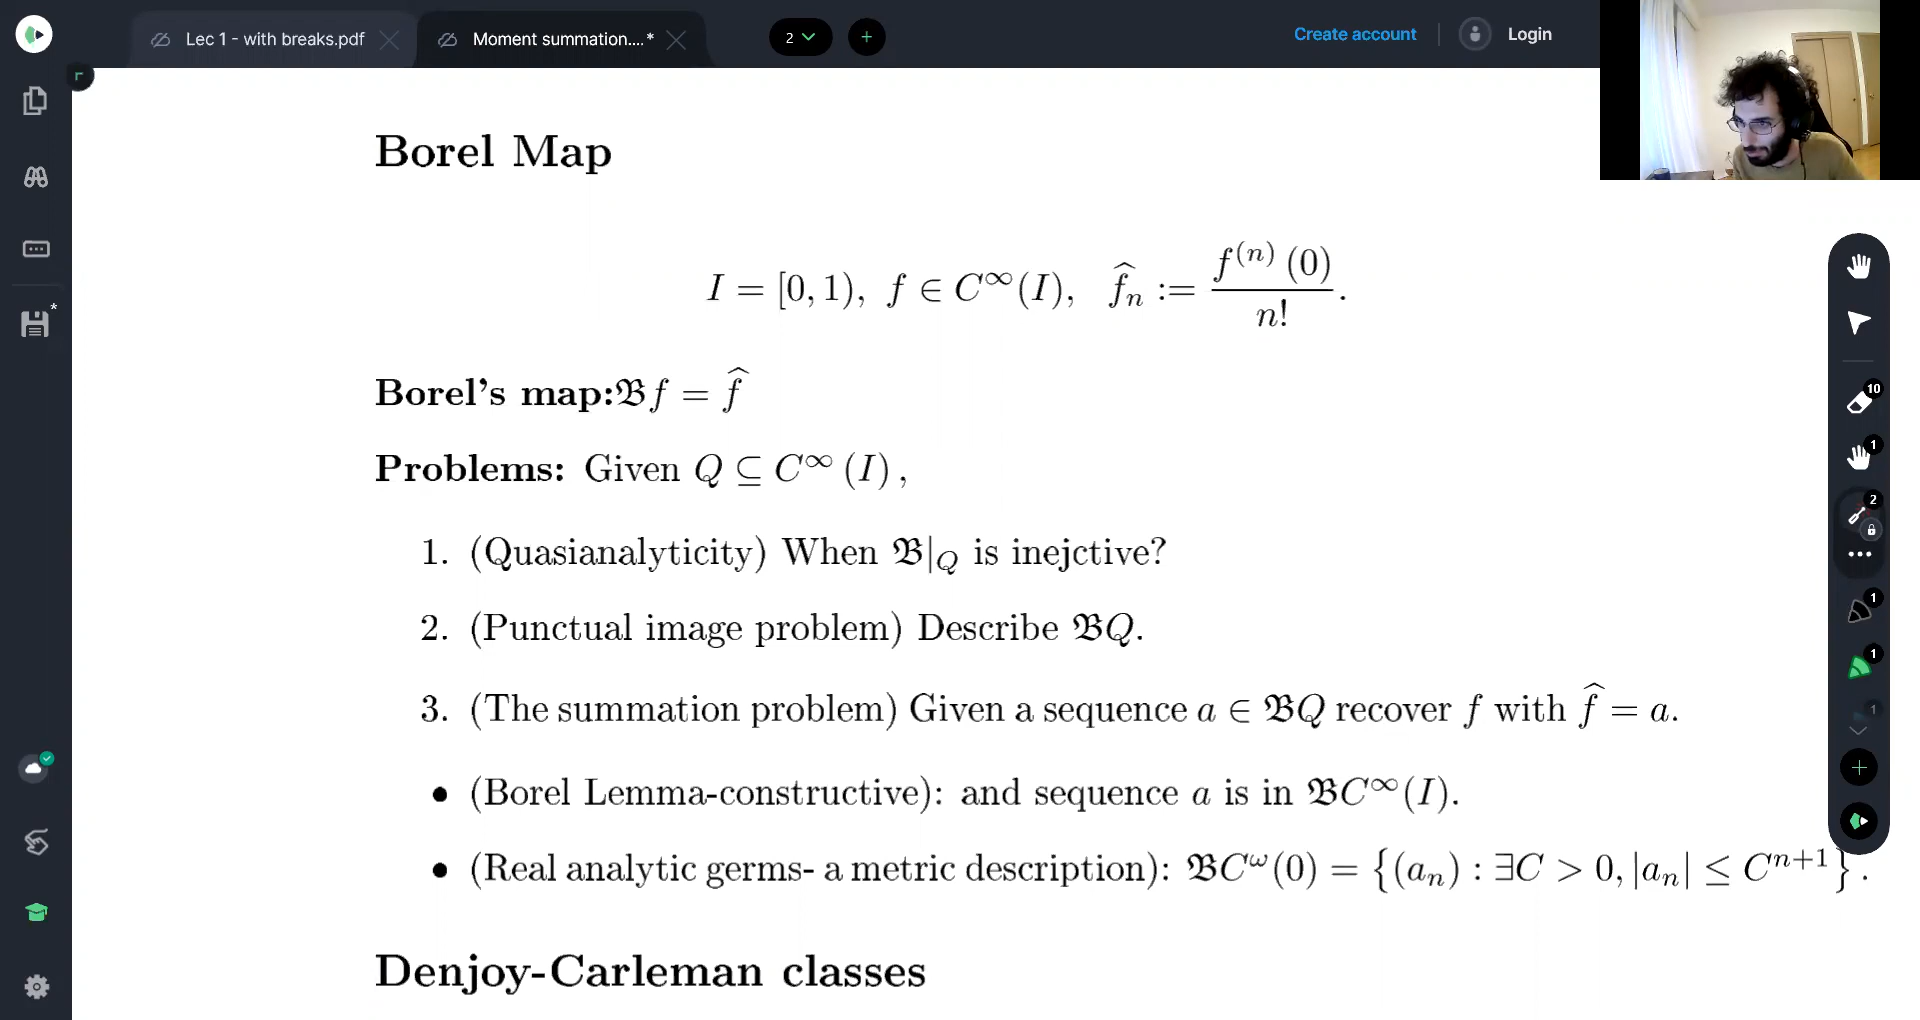 Lec 1 - with breaks.pdf
Moment summation....*
2
+
Create account
Login
Borel Map
I = [0, 1), f ∈ C^∞(I), \hat{f}_n := f^{(n)}(0) / n! .
Borel's map:𝔅f = \hat{f}
Problems: Given Q ⊆ C^∞(I),
1. (Quasianalyticity) When 𝔅|_Q is inejctive?
2. (Punctual image problem) Describe 𝔅Q.
3. (The summation problem) Given a sequence a ∈ 𝔅Q recover f with \hat{f} = a.
• (Borel Lemma-constructive): and sequence a is in 𝔅C^∞(I).
• (Real analytic germs- a metric description): 𝔅C^ω(0) = {(a_n) : ∃C > 0, |a_n| ≤ C^{n+1}}.
Denjoy-Carleman classes
10
1
2
1
1
1